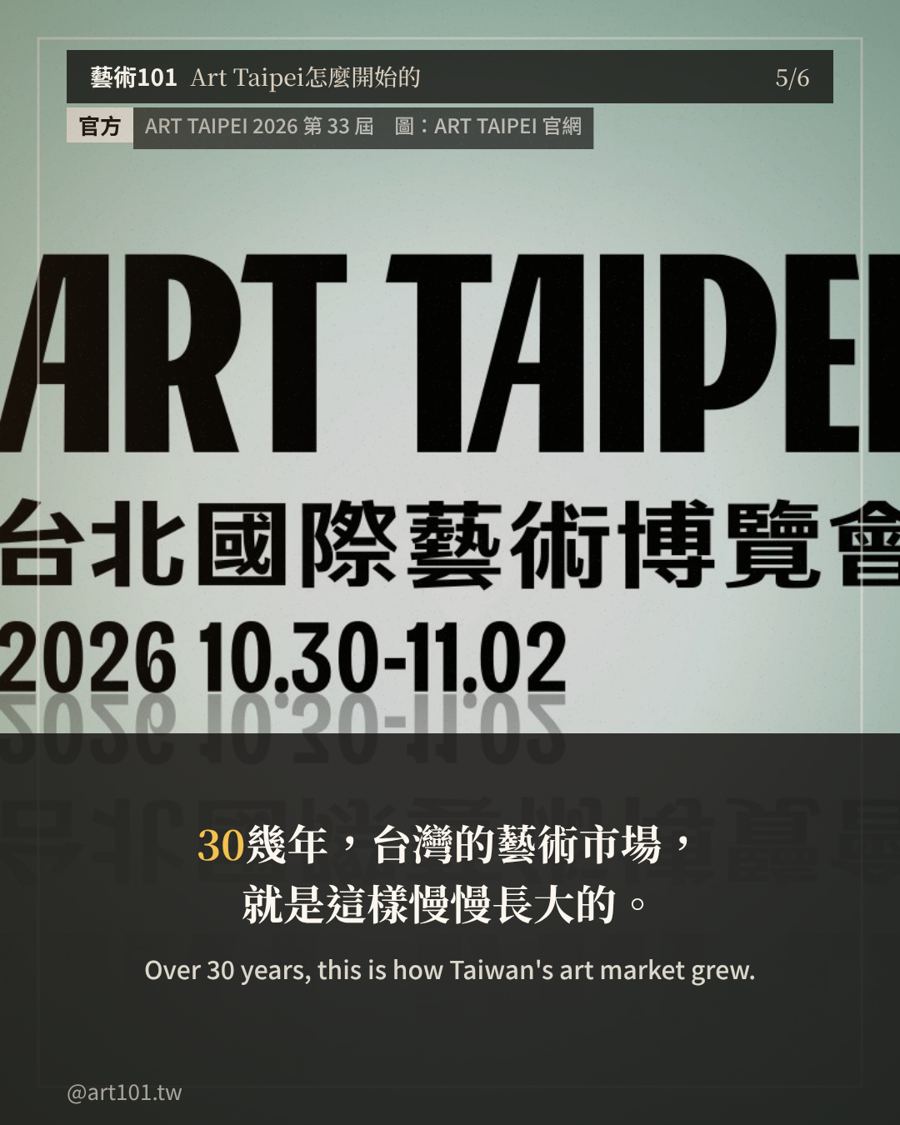 藝術101 Art Taipei怎麼開始的 5/6
官方 ART TAIPEI 2026 第 33 屆 圖：ART TAIPEI 官網
ART TAIPEI
台北國際藝術博覽會
2026 10.30-11.02
30幾年，台灣的藝術市場，
就是這樣慢慢長大的。
Over 30 years, this is how Taiwan's art market grew.
@art101.tw